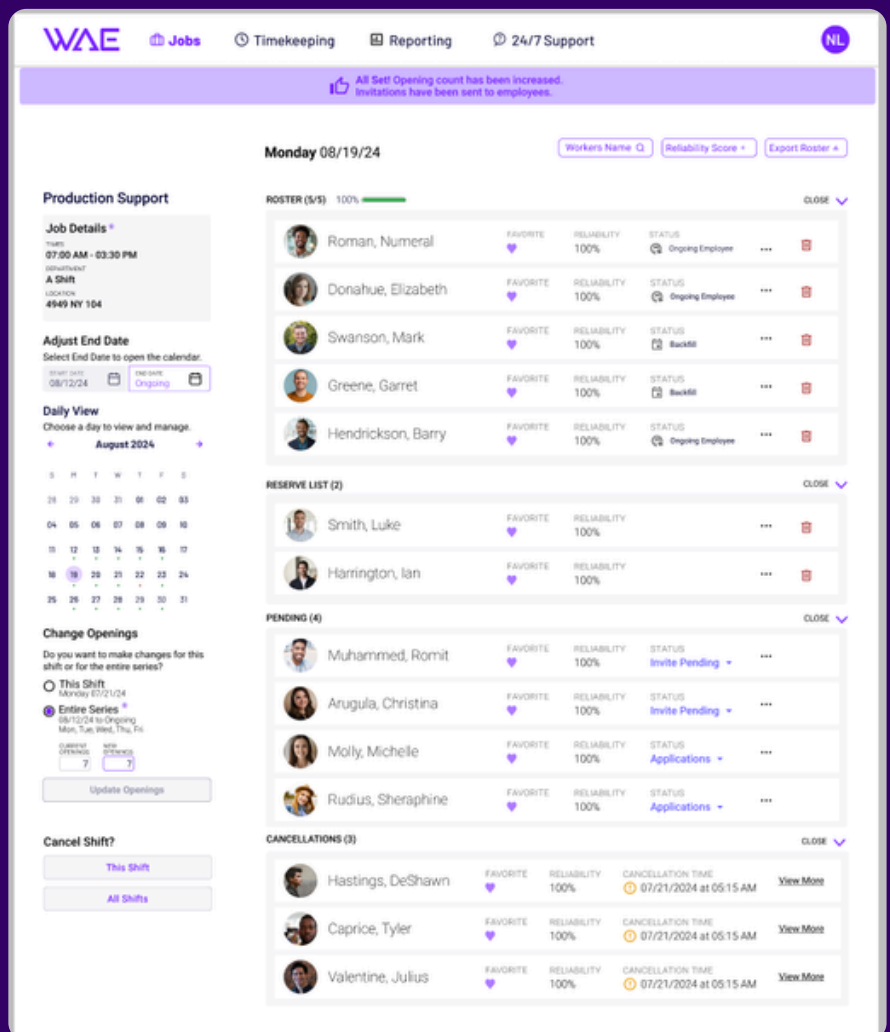 WAE
Jobs
Timekeeping
Reporting
24/7 Support
NL
All Set! Opening count has been increased.
Invitations have been sent to employees.
Monday 08/19/24
Workers Name
Reliability Score
Export Roster
Production Support
Job Details
TIMES
07:00 AM - 03:30 PM
DEPARTMENT
A Shift
LOCATION
4949 NY 104
Adjust End Date
Select End Date to open the calendar.
START DATE
08/12/24
END DATE
Ongoing
Daily View
Choose a day to view and manage.
August 2024
S M T W T F S
28 29 30 31 01 02 03
04 05 06 07 08 09 10
11 12 13 14 15 16 17
18 19 20 21 22 23 24
25 26 27 28 29 30 31
Change Openings
Do you want to make changes for this
shift or for the entire series?
This Shift
Monday 07/21/24
Entire Series
08/12/24 to Ongoing
Mon, Tue, Wed, Thu, Fri
CURRENT OPENINGS
7
NEW OPENINGS
7
Update Openings
Cancel Shift?
This Shift
All Shifts
ROSTER (5/5) 100%
CLOSE
Roman, Numeral FAVORITE RELIABILITY 100% STATUS Ongoing Employee ...
Donahue, Elizabeth FAVORITE RELIABILITY 100% STATUS Ongoing Employee ...
Swanson, Mark FAVORITE RELIABILITY 100% STATUS Backfill ...
Greene, Garret FAVORITE RELIABILITY 100% STATUS Backfill ...
Hendrickson, Barry FAVORITE RELIABILITY 100% STATUS Ongoing Employee ...
RESERVE LIST (2)
CLOSE
Smith, Luke FAVORITE RELIABILITY 100% ...
Harrington, Ian FAVORITE RELIABILITY 100% ...
PENDING (4)
CLOSE
Muhammed, Romit FAVORITE RELIABILITY 100% STATUS Invite Pending ...
Arugula, Christina FAVORITE RELIABILITY 100% STATUS Invite Pending ...
Molly, Michelle FAVORITE RELIABILITY 100% STATUS Applications ...
Rudius, Sheraphine FAVORITE RELIABILITY 100% STATUS Applications ...
CANCELLATIONS (3)
CLOSE
Hastings, DeShawn FAVORITE RELIABILITY 100% CANCELLATION TIME 07/21/2024 at 05:15 AM View More
Caprice, Tyler FAVORITE RELIABILITY 100% CANCELLATION TIME 07/21/2024 at 05:15 AM View More
Valentine, Julius FAVORITE RELIABILITY 100% CANCELLATION TIME 07/21/2024 at 05:15 AM View More